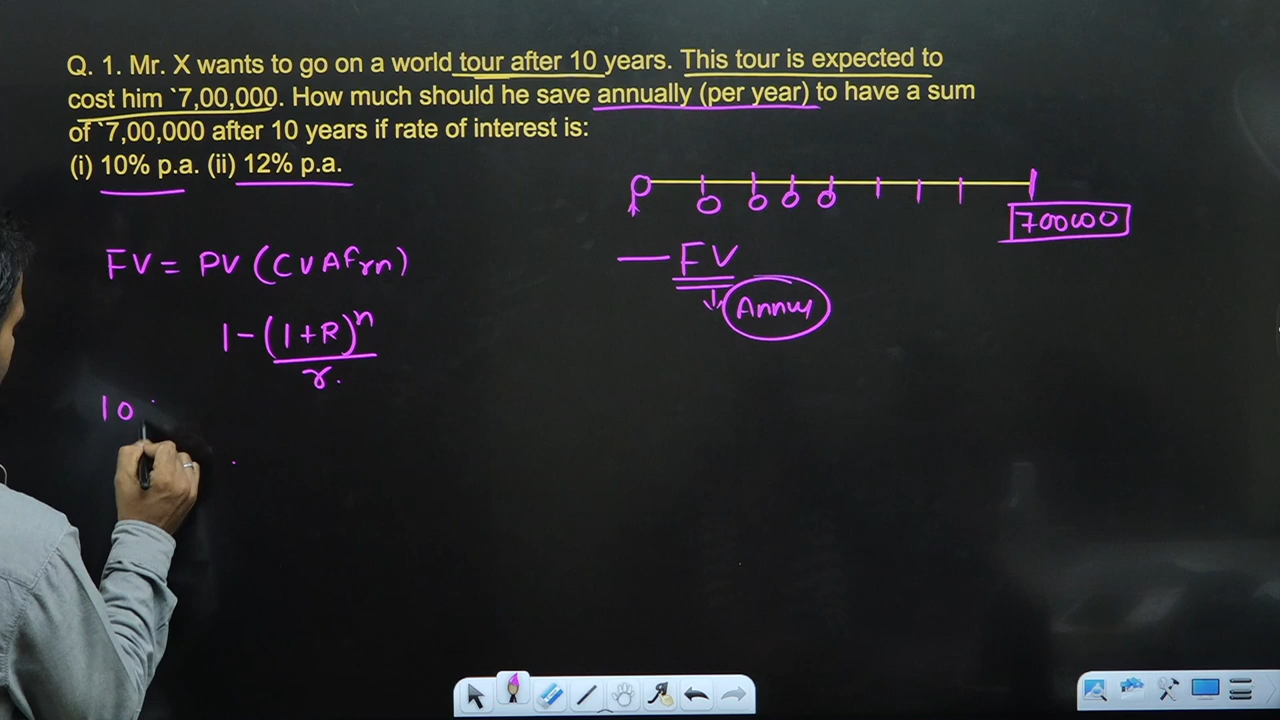 Q. 1. Mr. X wants to go on a world tour after 10 years. This tour is expected to
cost him `7,00,000. How much should he save annually (per year) to have a sum
of `7,00,000 after 10 years if rate of interest is:
(i) 10% p.a. (ii) 12% p.a.
700000
FV = PV (CVAFrn)
FV
1 - (1+R)^n
r.
10